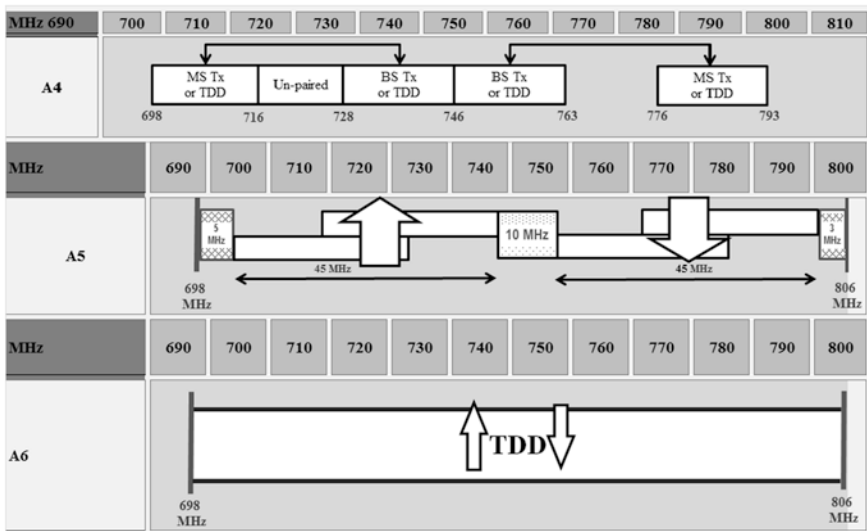 MHz 690 700 710 720 730 740 750 760 770 780 790 800 810
A4
MS Tx
or TDD
Un-paired
BS Tx
or TDD
BS Tx
or TDD
MS Tx
or TDD
698 716 728 746 763 776 793
MHz 690 700 710 720 730 740 750 760 770 780 790 800
A5
5
MHz
10 MHz
3
MHz
45 MHz
45 MHz
698
MHz
806
MHz
MHz 690 700 710 720 730 740 750 760 770 780 790 800
A6
TDD
698
MHz
806
MHz